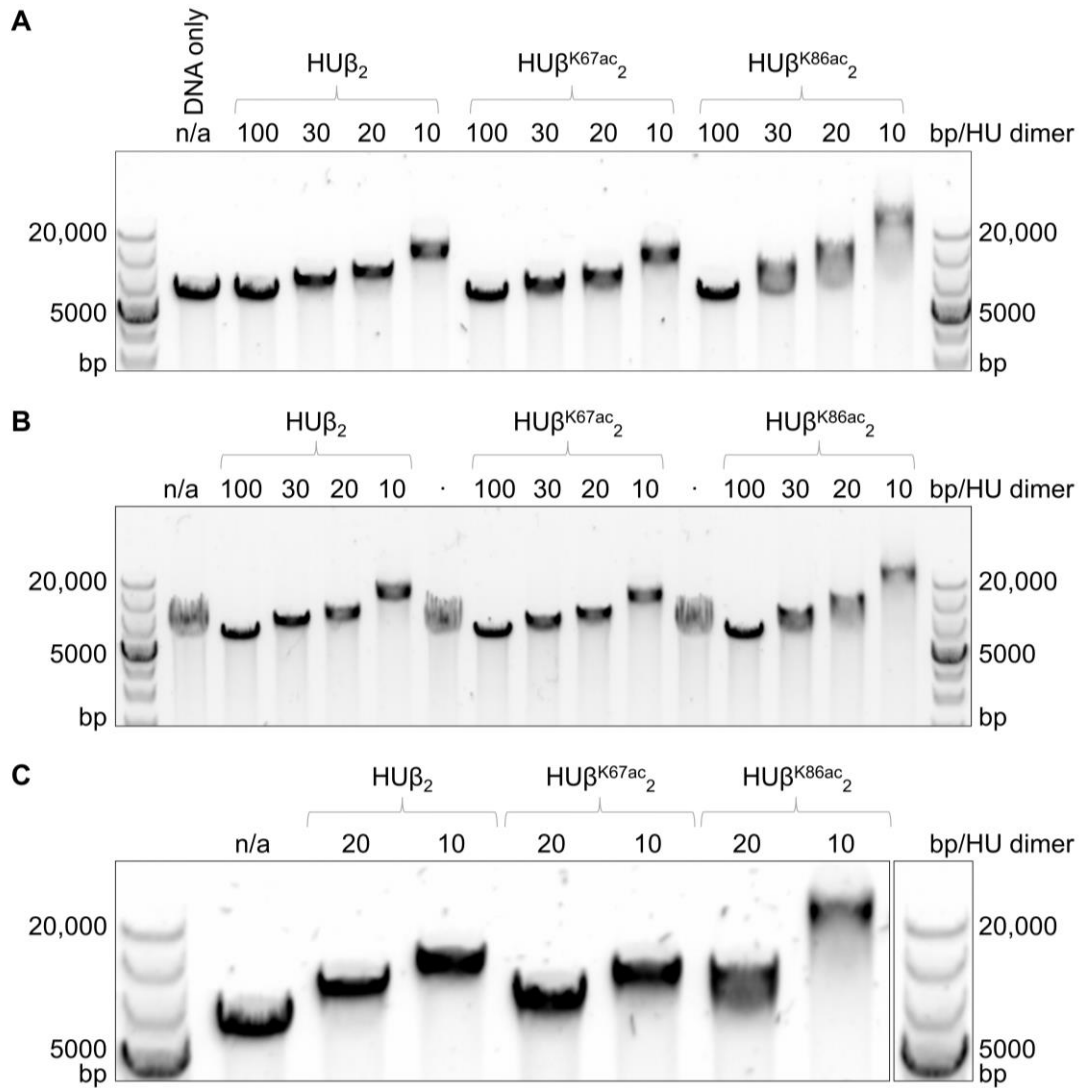 A
DNA only
HUβ₂ HUβᴷ⁶⁷ᵃᶜ₂ HUβᴷ⁸⁶ᵃᶜ₂
n/a 100 30 20 10 100 30 20 10 100 30 20 10 bp/HU dimer
20,000 20,000
5000 5000
bp bp
B
HUβ₂ HUβᴷ⁶⁷ᵃᶜ₂ HUβᴷ⁸⁶ᵃᶜ₂
n/a 100 30 20 10 · 100 30 20 10 · 100 30 20 10 bp/HU dimer
20,000 20,000
5000 5000
bp bp
C
HUβ₂ HUβᴷ⁶⁷ᵃᶜ₂ HUβᴷ⁸⁶ᵃᶜ₂
n/a 20 10 20 10 20 10 bp/HU dimer
20,000 20,000
5000 5000
bp bp